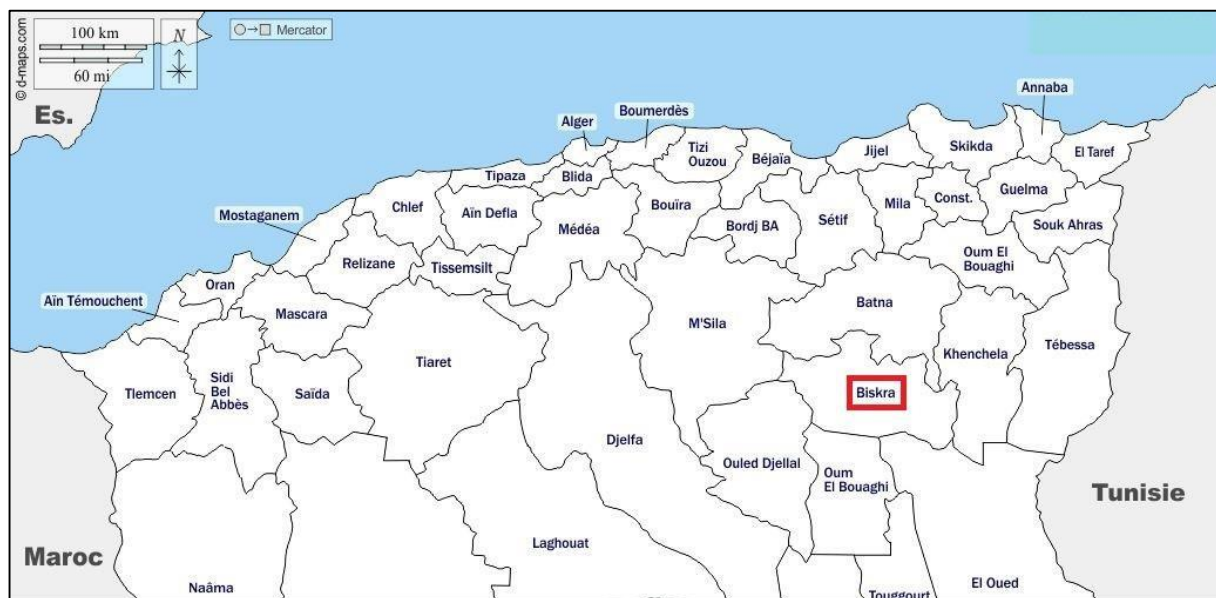 100 km
60 mi
© d-maps.com
N
Mercator
Es.
Annaba
Boumerdès
Alger
Tizi
Ouzou
Béjaïa
Jijel
Skikda
El Taref
Tipaza
Blida
Guelma
Mila
Const.
Chlef
Aïn Defla
Bouïra
Mostaganem
Médéa
Bordj BA
Sétif
Souk Ahras
Oum El
Bouaghi
Relizane
Tissemsilt
Oran
Aïn Témouchent
Mascara
Batna
M'Sila
Tébessa
Khenchela
Tiaret
Tlemcen
Sidi
Bel
Abbès
Saïda
Biskra
Djelfa
Ouled Djellal
Oum
El Bouaghi
Tunisie
Laghouat
Maroc
Naâma
El Oued
Touggourt